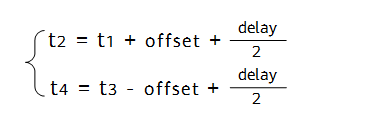 t2 = t1 + offset + delay/2
t4 = t3 - offset + delay/2